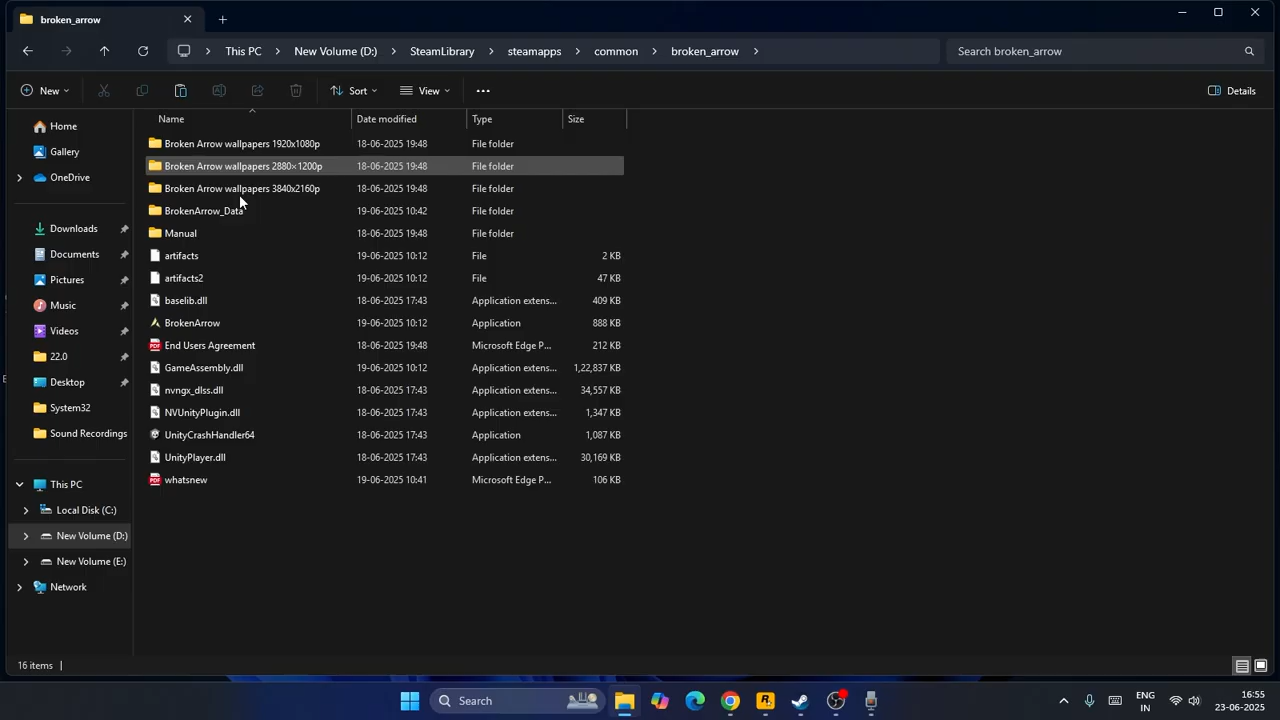 broken_arrow
This PC > New Volume (D:) > SteamLibrary > steamapps > common > broken_arrow >
Search broken_arrow
New Sort View Details
Name Date modified Type Size
Home
Gallery
OneDrive
Downloads
Documents
Pictures
Music
Videos
22.0
Desktop
System32
Sound Recordings
This PC
Local Disk (C:)
New Volume (D:)
New Volume (E:)
Network
Broken Arrow wallpapers 1920x1080p 18-06-2025 19:48 File folder
Broken Arrow wallpapers 2880×1200p 18-06-2025 19:48 File folder
Broken Arrow wallpapers 3840x2160p 18-06-2025 19:48 File folder
BrokenArrow_Data 19-06-2025 10:42 File folder
Manual 18-06-2025 19:48 File folder
artifacts 19-06-2025 10:12 File 2 KB
artifacts2 19-06-2025 10:12 File 47 KB
baselib.dll 18-06-2025 17:43 Application extens... 409 KB
BrokenArrow 19-06-2025 10:12 Application 888 KB
End Users Agreement 18-06-2025 19:48 Microsoft Edge P... 212 KB
GameAssembly.dll 19-06-2025 10:12 Application extens... 1,22,837 KB
nvngx_dlss.dll 18-06-2025 17:43 Application extens... 34,557 KB
NVUnityPlugin.dll 18-06-2025 17:43 Application extens... 1,347 KB
UnityCrashHandler64 18-06-2025 17:43 Application 1,087 KB
UnityPlayer.dll 18-06-2025 17:43 Application extens... 30,169 KB
whatsnew 19-06-2025 10:41 Microsoft Edge P... 106 KB
16 items
Search
ENG
IN
16:55
23-06-2025